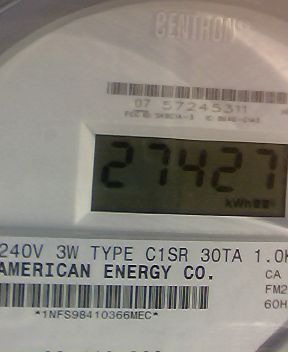 CENTRON®
07 57245311
27427
kWh
240V 3W TYPE C1SR 30TA 1.0K
AMERICAN ENERGY CO.
CA
FM2
60H
*1NFS98410366MEC*